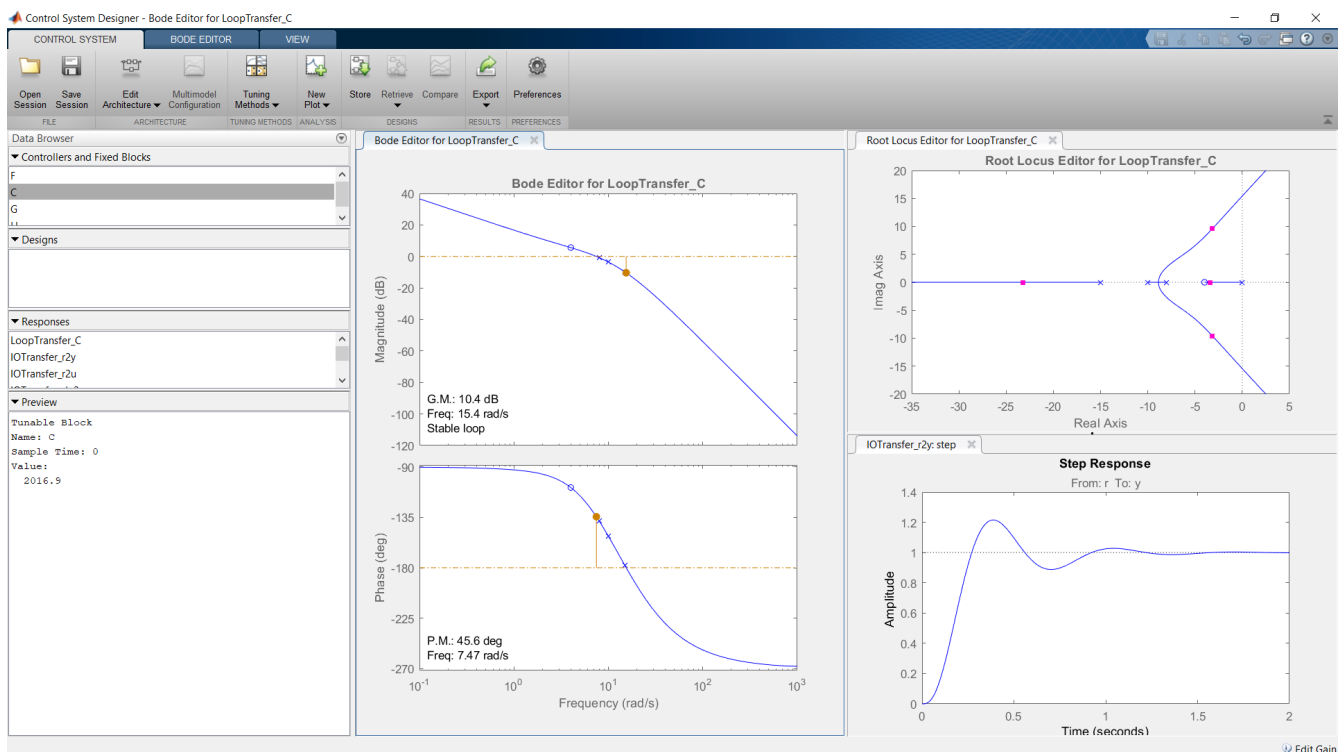 Control System Designer - Bode Editor for LoopTransfer_C
CONTROL SYSTEM
BODE EDITOR
VIEW
Open Session
Save Session
Edit Architecture
Multimodel Configuration
Tuning Methods
New Plot
Store
Retrieve
Compare
Export
Preferences
FILE
ARCHITECTURE
TUNING METHODS
ANALYSIS
DESIGNS
RESULTS
PREFERENCES
Data Browser
Controllers and Fixed Blocks
F
C
G
Designs
Responses
LoopTransfer_C
IOTransfer_r2y
IOTransfer_r2u
Preview
Tunable Block
Name: C
Sample Time: 0
Value:
2016.9
Bode Editor for LoopTransfer_C
Bode Editor for LoopTransfer_C
40
20
0
-20
-40
-60
-80
-100
-120
Magnitude (dB)
G.M.: 10.4 dB
Freq: 15.4 rad/s
Stable loop
-90
-135
-180
-225
-270
Phase (deg)
P.M.: 45.6 deg
Freq: 7.47 rad/s
10^-1
10^0
10^1
10^2
10^3
Frequency (rad/s)
Root Locus Editor for LoopTransfer_C
Root Locus Editor for LoopTransfer_C
20
15
10
5
0
-5
-10
-15
-20
Imag Axis
-35
-30
-25
-20
-15
-10
-5
0
5
Real Axis
IOTransfer_r2y: step
Step Response
From: r To: y
1.4
1.2
1
0.8
0.6
0.4
0.2
0
Amplitude
0
0.5
1
1.5
2
Time (seconds)
Edit Gain